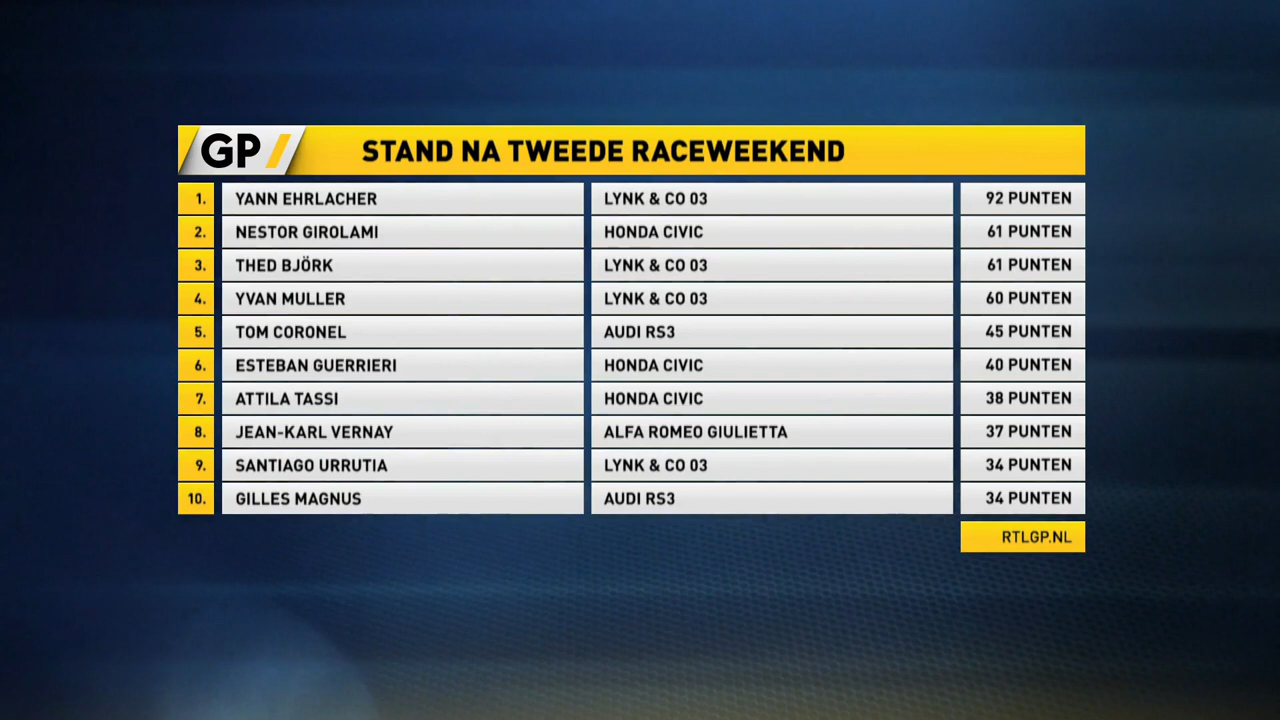 GP STAND NA TWEEDE RACEWEEKEND
1. YANN EHRLACHER LYNK & CO 03 92 PUNTEN
2. NESTOR GIROLAMI HONDA CIVIC 61 PUNTEN
3. THED BJÖRK LYNK & CO 03 61 PUNTEN
4. YVAN MULLER LYNK & CO 03 60 PUNTEN
5. TOM CORONEL AUDI RS3 45 PUNTEN
6. ESTEBAN GUERRIERI HONDA CIVIC 40 PUNTEN
7. ATTILA TASSI HONDA CIVIC 38 PUNTEN
8. JEAN-KARL VERNAY ALFA ROMEO GIULIETTA 37 PUNTEN
9. SANTIAGO URRUTIA LYNK & CO 03 34 PUNTEN
10. GILLES MAGNUS AUDI RS3 34 PUNTEN
RTLGP.NL